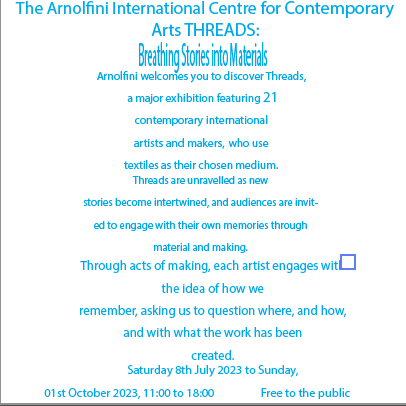 The Arnolfini International Centre for Contemporary
Arts THREADS:
Breathing Stories into Materials
Arnolfini welcomes you to discover Threads,
a major exhibition featuring 21
contemporary international
artists and makers, who use
textiles as their chosen medium.
Threads are unravelled as new
stories become intertwined, and audiences are invit-
ed to engage with their own memories through
material and making.
Through acts of making, each artist engages with
the idea of how we
remember, asking us to question where, and how,
and with what the work has been
created.
Saturday 8th July 2023 to Sunday,
01st October 2023, 11:00 to 18:00 Free to the public